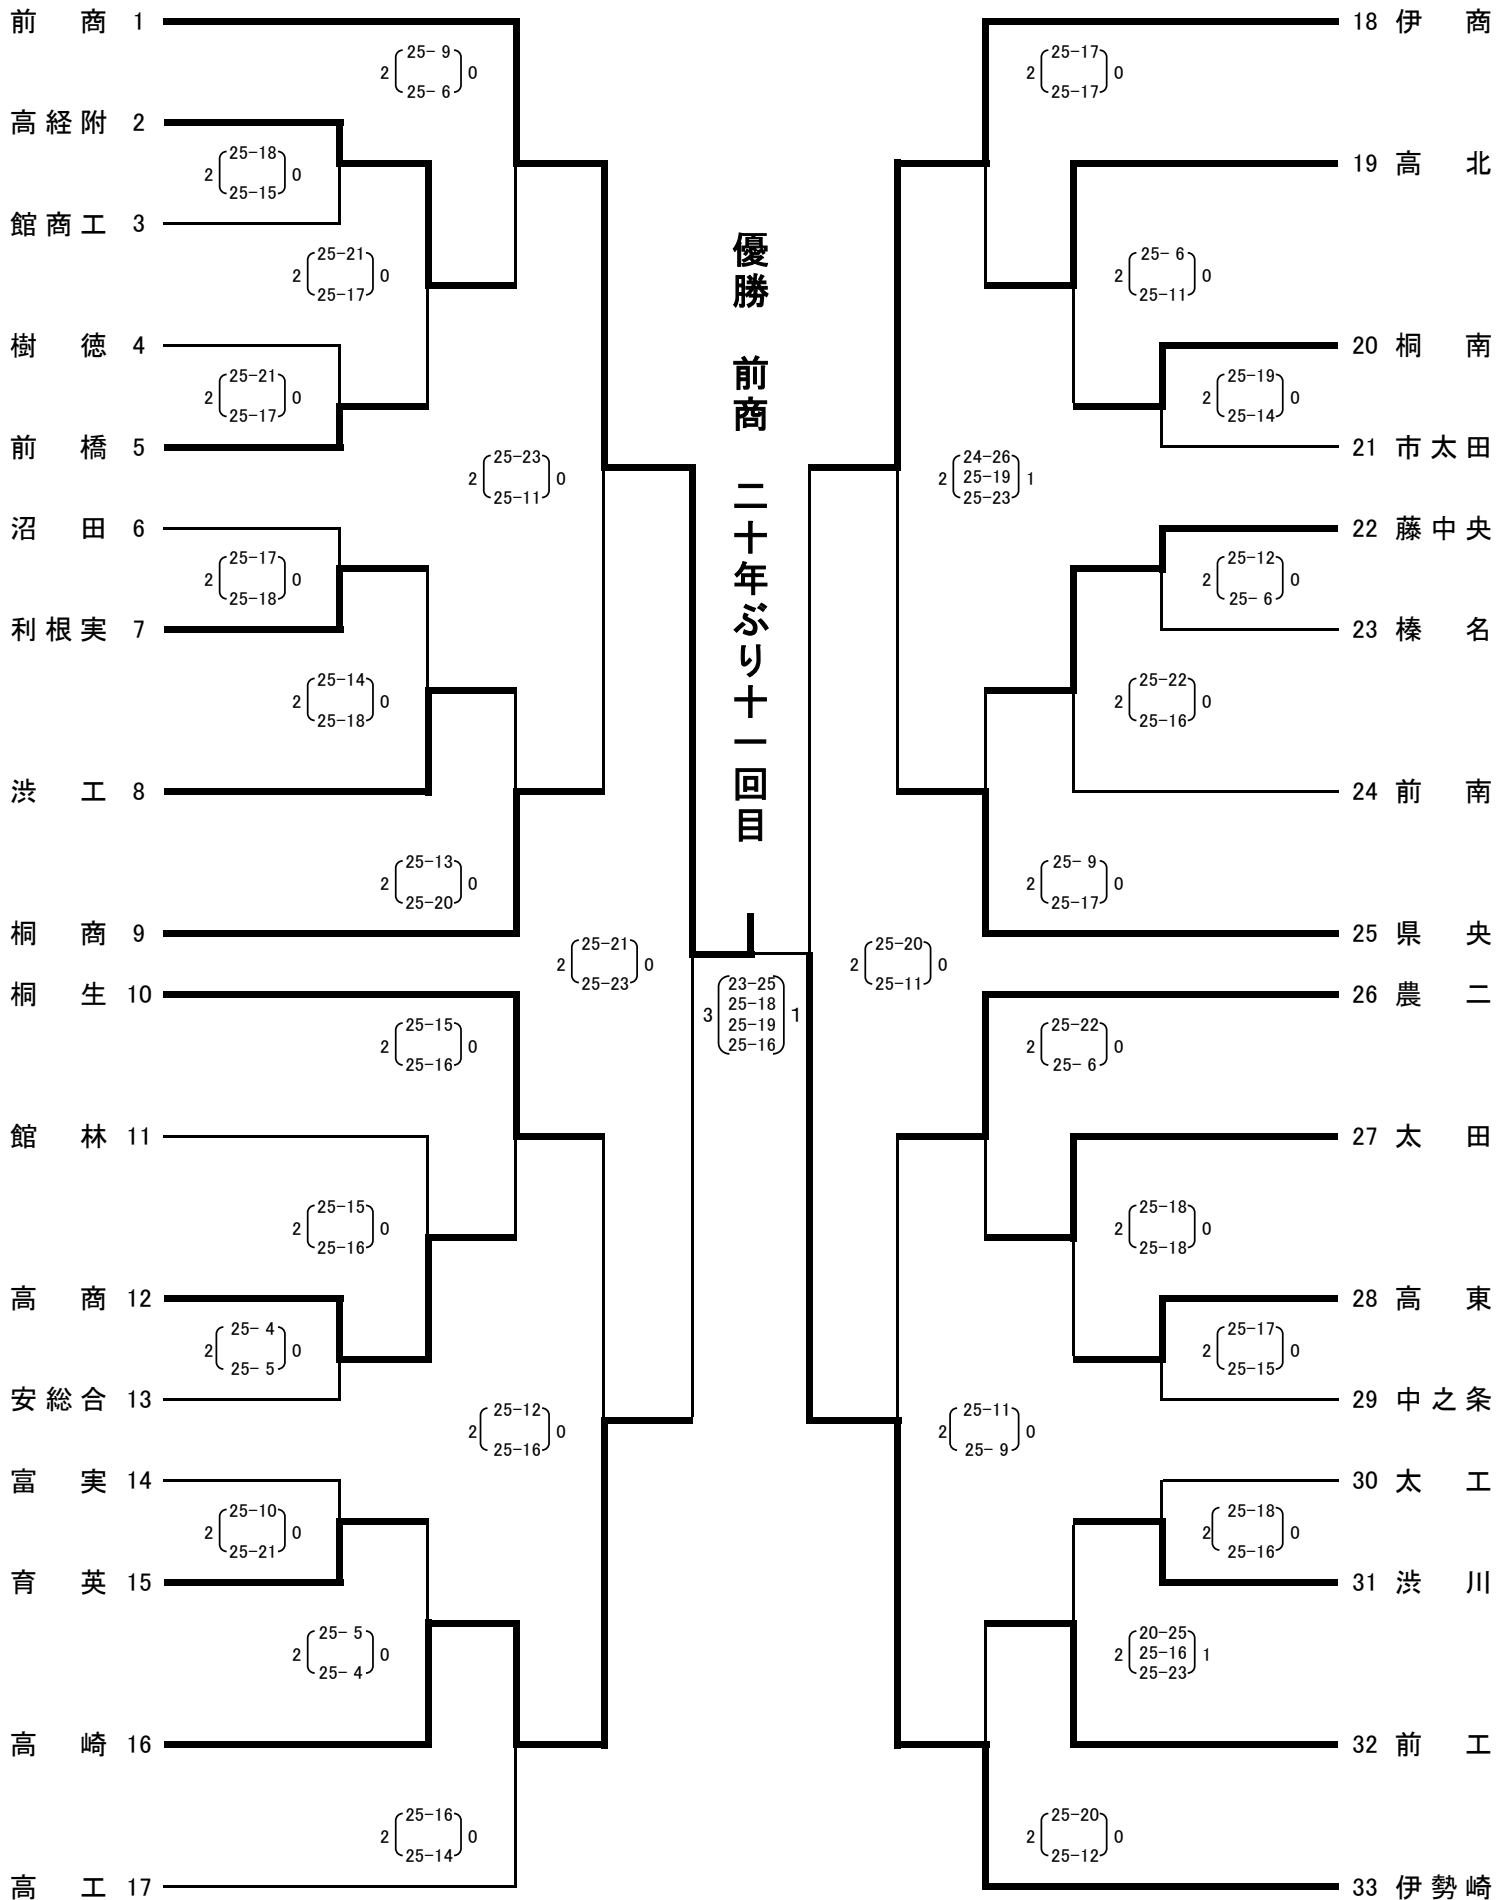 前商 1
高経附 2
館商工 3
樹徳 4
前橋 5
沼田 6
利根実 7
渋工 8
桐商 9
桐生 10
館林 11
高商 12
安総合 13
富実 14
育英 15
高崎 16
高工 17
2 25- 9 0
25- 6
2 25-18 0
25-15
2 25-21 0
25-17
2 25-21 0
25-17
2 25-23 0
25-11
2 25-17 0
25-18
2 25-14 0
25-18
2 25-13 0
25-20
2 25-21 0
25-23
2 25-15 0
25-16
2 25-15 0
25-16
2 25- 4 0
25- 5
2 25-12 0
25-16
2 25-10 0
25-21
2 25- 5 0
25- 4
2 25-16 0
25-14
優勝 前商 二十年ぶり十一回目
23-25
25-18
3 1
25-19
25-16
2 25-17 0
25-17
2 25- 6 0
25-11
2 25-19 0
25-14
24-26
2 25-19 1
25-23
2 25-12 0
25- 6
2 25-22 0
25-16
2 25- 9 0
25-17
2 25-20 0
25-11
2 25-22 0
25- 6
2 25-18 0
25-18
2 25-17 0
25-15
2 25-11 0
25- 9
2 25-18 0
25-16
20-25
2 25-16 1
25-23
2 25-20 0
25-12
18 伊商
19 高北
20 桐南
21 市太田
22 藤中央
23 榛名
24 前南
25 県央
26 農二
27 太田
28 高東
29 中之条
30 太工
31 渋川
32 前工
33 伊勢崎